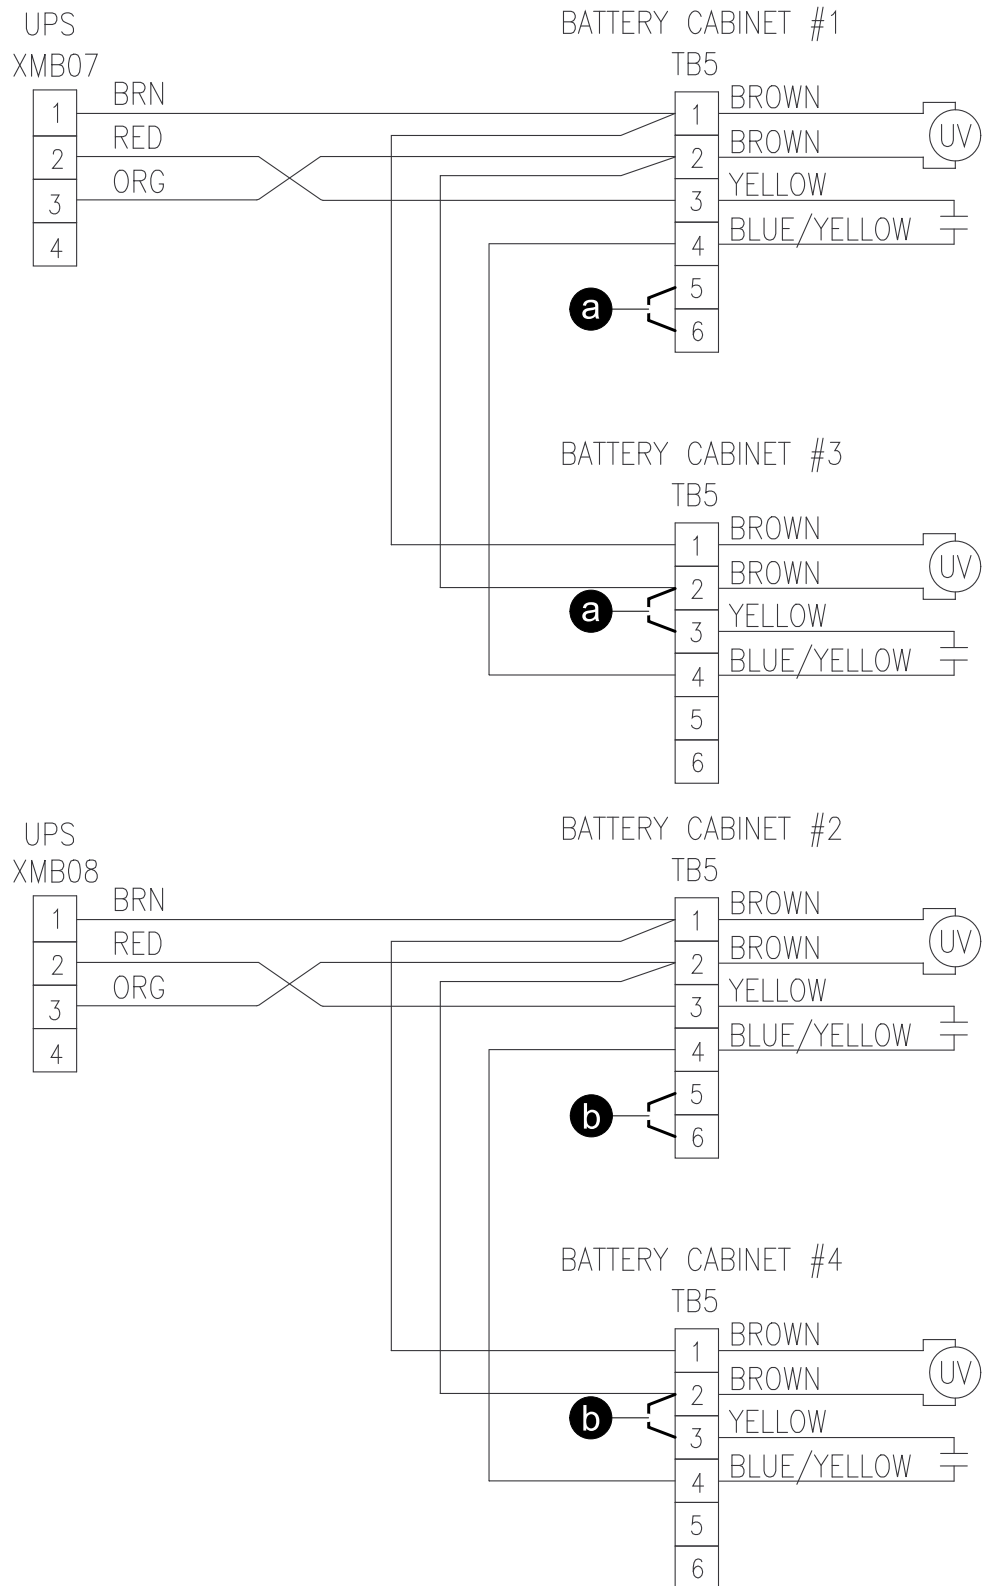 UPS
XMB07
BATTERY CABINET #1
TB5
1 BRN 1 BROWN
UV
2 RED 2 BROWN
3 ORG 3 YELLOW
4 4 BLUE/YELLOW
5
a
6
BATTERY CABINET #3
TB5
1 BROWN
UV
2 BROWN
a
3 YELLOW
4 BLUE/YELLOW
5
6
UPS
XMB08
BATTERY CABINET #2
TB5
1 BRN 1 BROWN
UV
2 RED 2 BROWN
3 ORG 3 YELLOW
4 4 BLUE/YELLOW
5
b
6
BATTERY CABINET #4
TB5
1 BROWN
UV
2 BROWN
b
3 YELLOW
4 BLUE/YELLOW
5
6